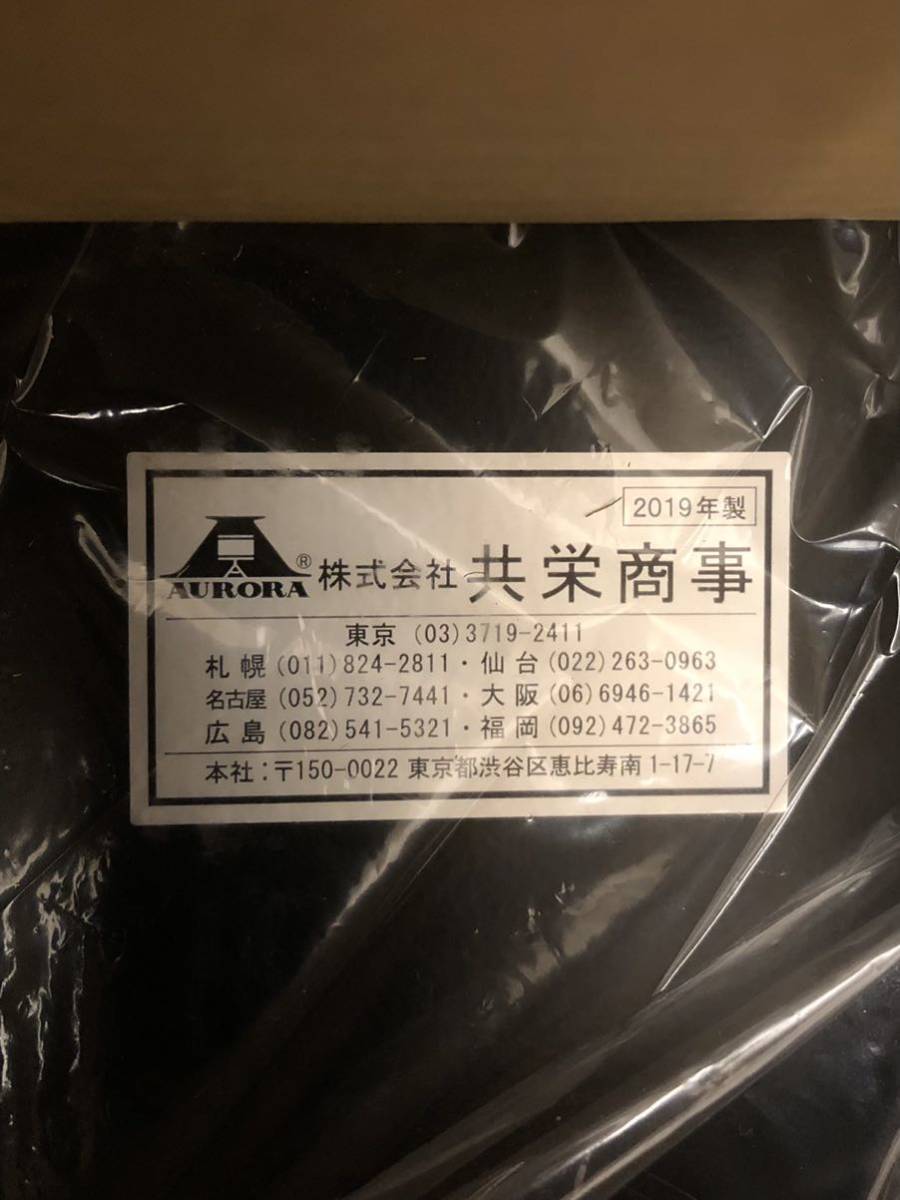 2019年製
AURORA® 株式会社 共栄商事
東京 (03)3719-2411
札幌 (011)824-2811・仙台 (022)263-0963
名古屋 (052)732-7441・大阪 (06)6946-1421
広島 (082)541-5321・福岡 (092)472-3865
本社:〒150-0022 東京都渋谷区恵比寿南 1-17-7